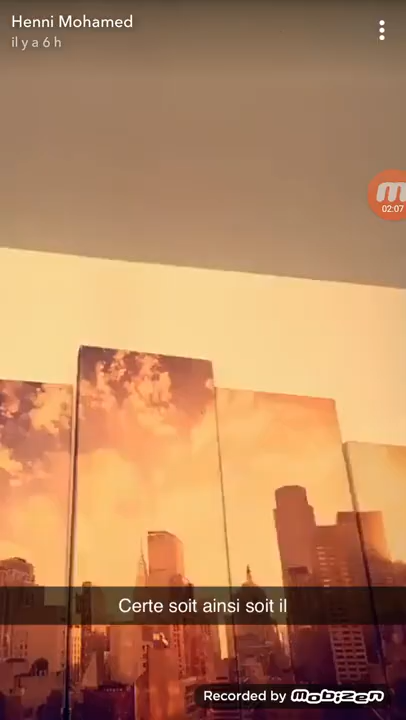 Henni Mohamed
il y a 6 h
02:07
Certe soit ainsi soit il
Recorded by mobizen